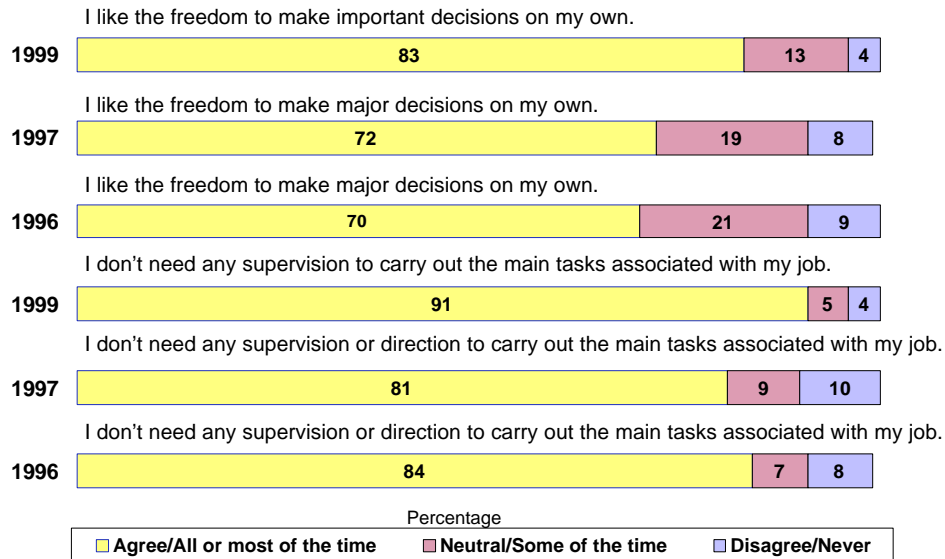 I like the freedom to make important decisions on my own.
1999 83 13 4
I like the freedom to make major decisions on my own.
1997 72 19 8
I like the freedom to make major decisions on my own.
1996 70 21 9
I don’t need any supervision to carry out the main tasks associated with my job.
1999 91 5 4
I don’t need any supervision or direction to carry out the main tasks associated with my job.
1997 81 9 10
I don’t need any supervision or direction to carry out the main tasks associated with my job.
1996 84 7 8
Percentage
Agree/All or most of the time Neutral/Some of the time Disagree/Never